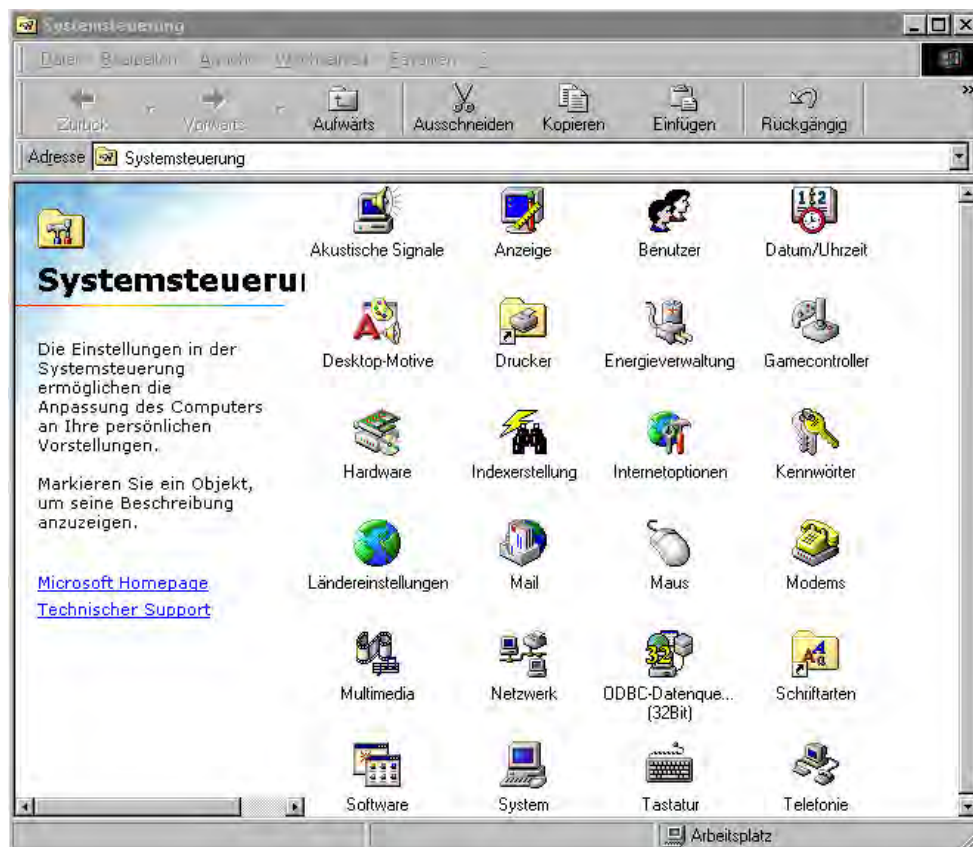 Systemsteuerung
Datei Bearbeiten Ansicht Wechseln zu Favoriten ?
Zurück Vorwärts Aufwärts Ausschneiden Kopieren Einfügen Rückgängig »
Adresse Systemsteuerung
Systemsteueru
Die Einstellungen in der
Systemsteuerung
ermöglichen die
Anpassung des Computers
an Ihre persönlichen
Vorstellungen.
Markieren Sie ein Objekt,
um seine Beschreibung
anzuzeigen.
Microsoft Homepage
Technischer Support
Akustische Signale Anzeige Benutzer Datum/Uhrzeit
Desktop-Motive Drucker Energieverwaltung Gamecontroller
Hardware Indexerstellung Internetoptionen Kennwörter
Ländereinstellungen Mail Maus Modems
Multimedia Netzwerk ODBC-Datenque... Schriftarten
(32Bit)
Software System Tastatur Telefonie
Arbeitsplatz